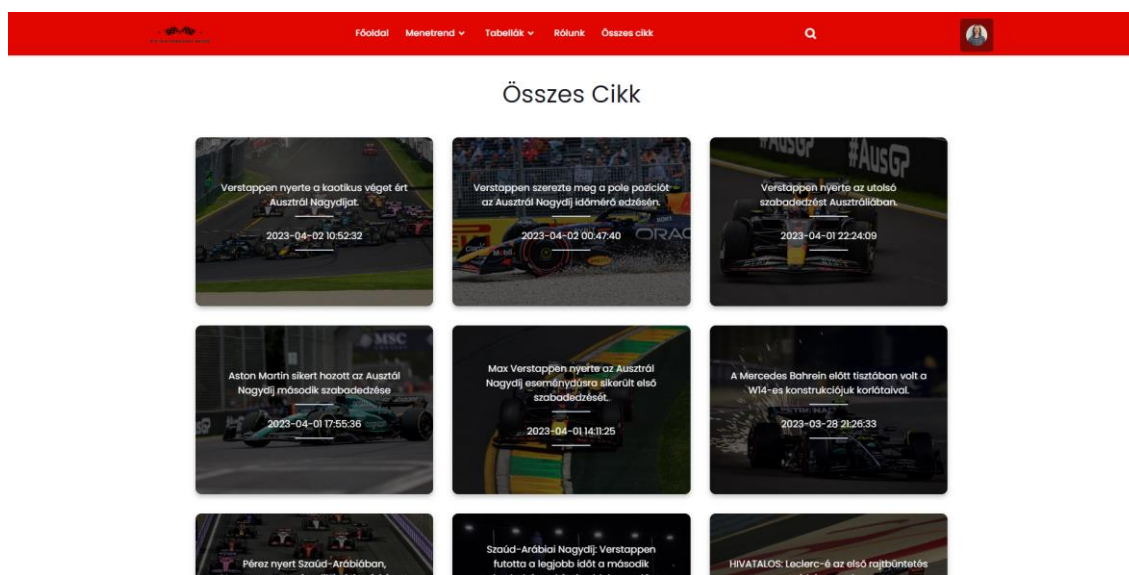 Főoldal Menetrend Tabellák Rólunk Összes cikk
Összes Cikk
#AusGP
Verstappen nyerte a kaotikus véget ért
Ausztrál Nagydíjat.
2023-04-02 10:52:32
Verstappen szerezte meg a pole pozíciót
az Ausztrál Nagydíj időmérő edzésén.
2023-04-02 00:47:40
Mobil
ORAC
Verstappen nyerte az utolsó
szabadedzést Ausztráliában.
2023-04-01 22:24:09
MSC
Aston Martin sikert hozott az Ausztál
Nagydíj második szabadedzése
2023-04-01 17:55:36
Max Verstappen nyerte az Ausztrál
Nagydíj eseménydúsra sikerült első
szabadedzését.
2023-04-01 14:11:25
A Mercedes Bahrein előtt tisztában volt a
W14-es konstrukciójuk korlátaival.
2023-03-28 21:26:33
Pérez nyert Szaúd-Arábiában,
Szaúd-Arábiai Nagydíj: Verstappen
futotta a legjobb időt a második
HIVATALOS: Leclerc-é az első rajtbüntetés